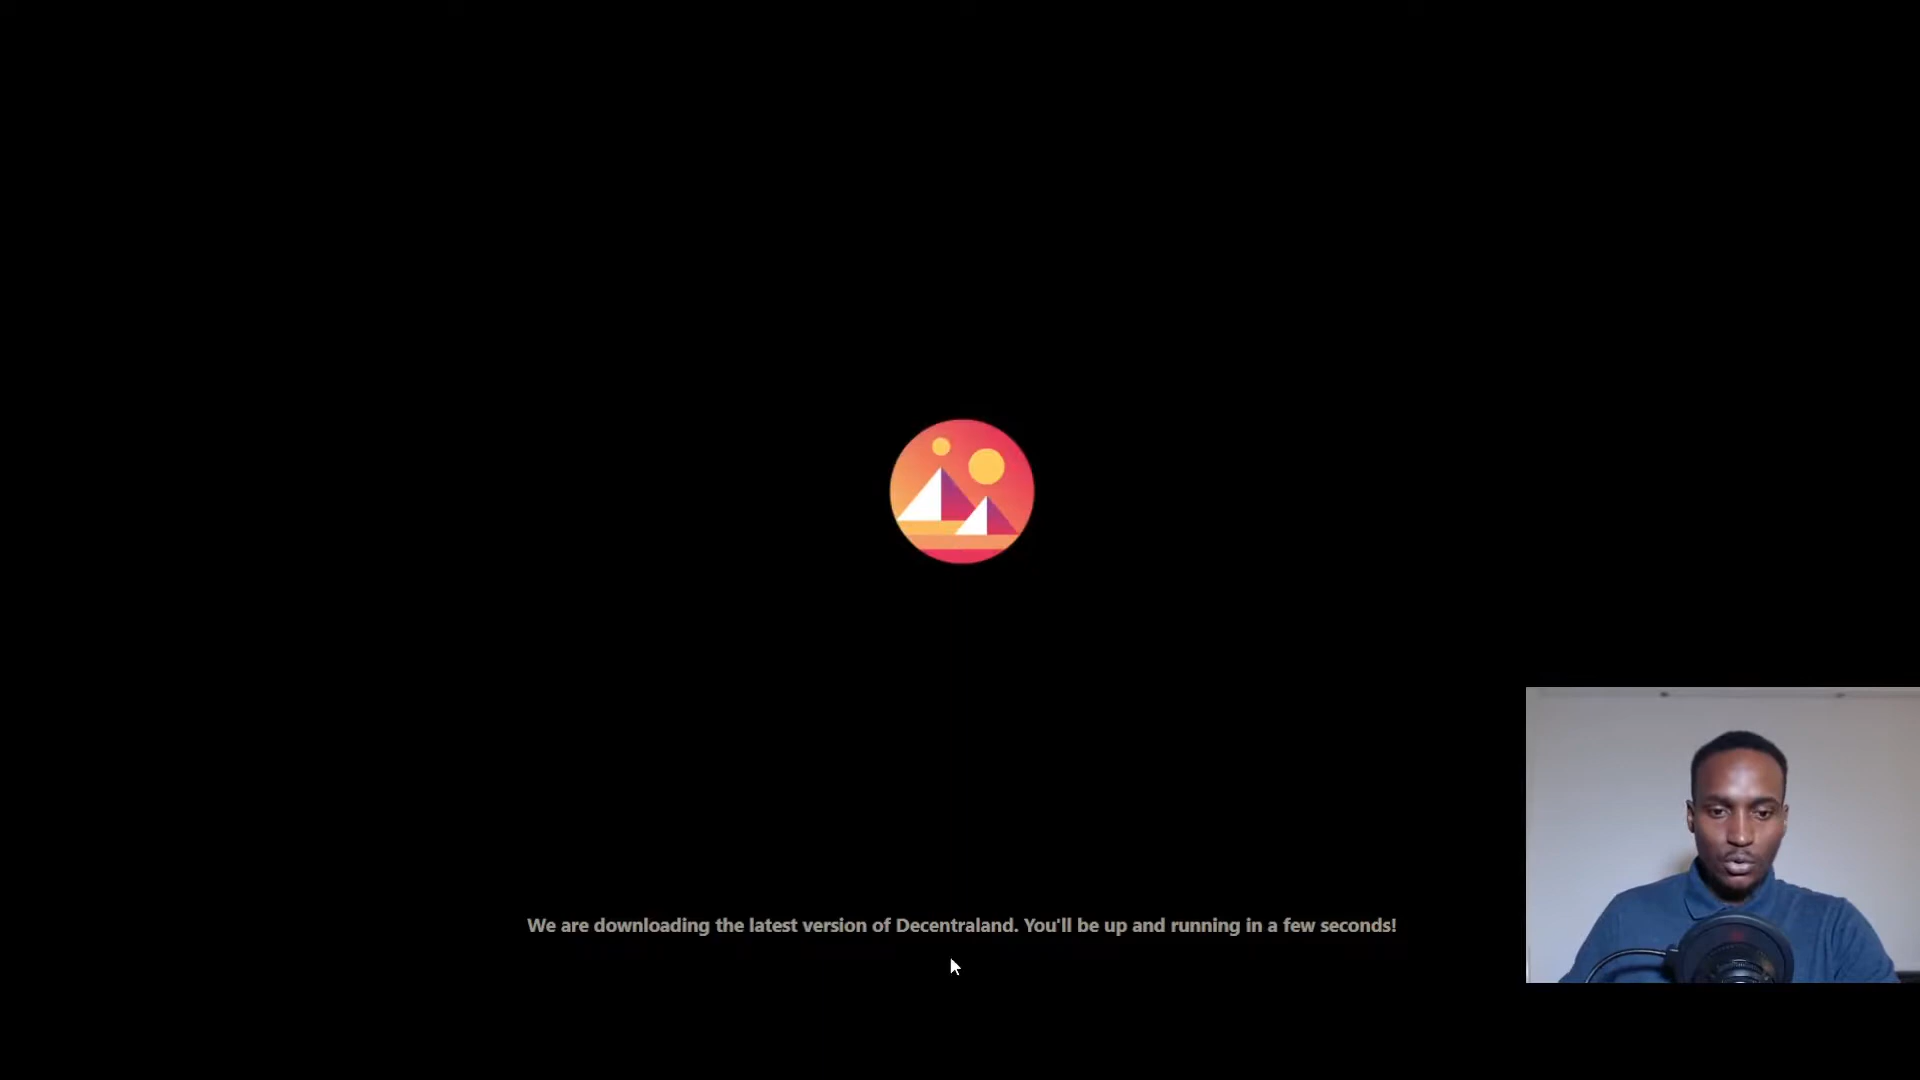 We are downloading the latest version of Decentraland. You'll be up and running in a few seconds!